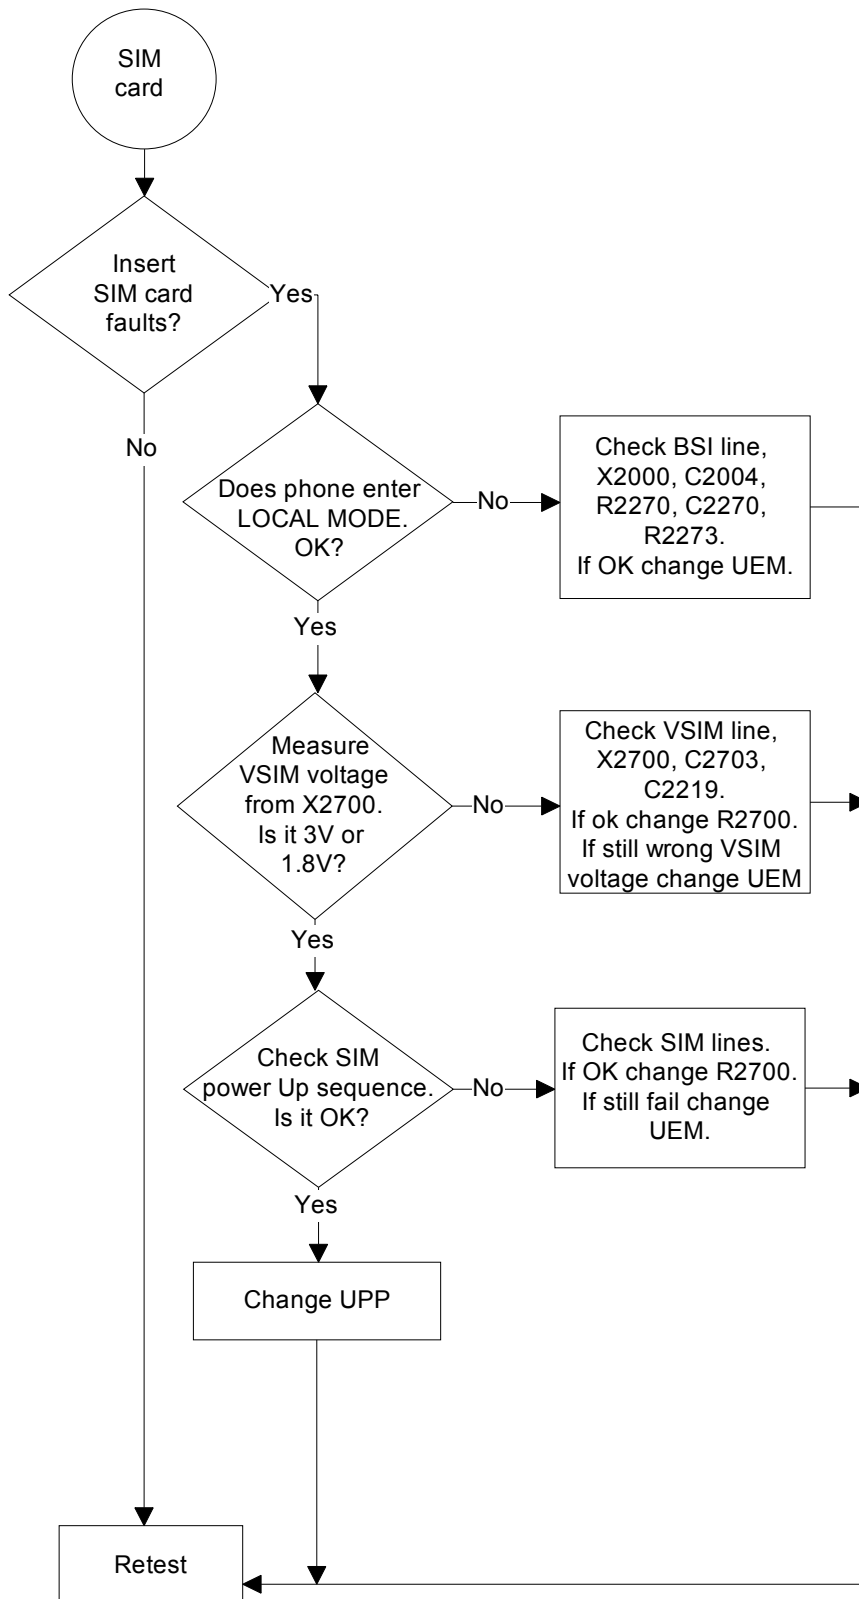 SIM
card
Insert
SIM card
faults?
Yes
No
Does phone enter
LOCAL MODE.
OK?
No
Check BSI line,
X2000, C2004,
R2270, C2270,
R2273.
If OK change UEM.
Yes
Measure
VSIM voltage
from X2700.
Is it 3V or
1.8V?
No
Check VSIM line,
X2700, C2703,
C2219.
If ok change R2700.
If still wrong VSIM
voltage change UEM
Yes
Check SIM
power Up sequence.
Is it OK?
No
Check SIM lines.
If OK change R2700.
If still fail change
UEM.
Yes
Change UPP
Retest